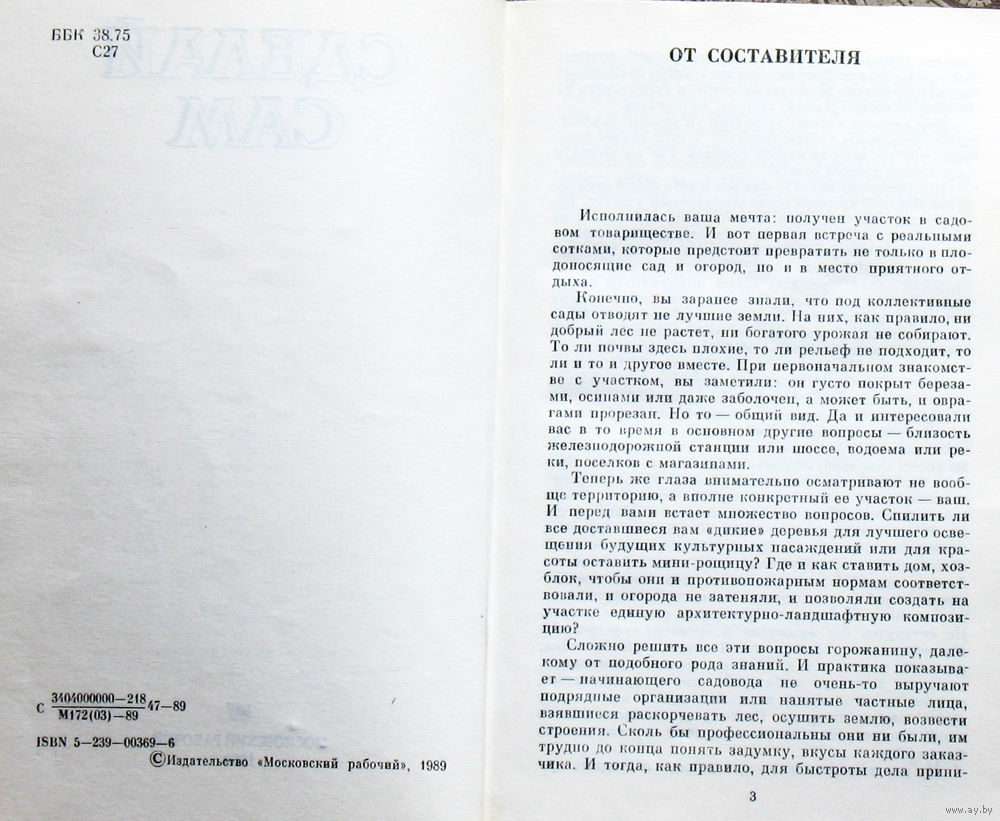 ББК 38.75
С27
СДЕЛАЙ
САМ
С 3404000000—218 47—89
М172(03)—89
ISBN 5—239—00369—6
© Издательство «Московский рабочий», 1989
ОТ СОСТАВИТЕЛЯ
Исполнилась ваша мечта: получен участок в садо-
вом товариществе. И вот первая встреча с реальными
сотками, которые предстоит превратить не только в пло-
доносящие сад и огород, но и в место приятного от-
дыха.
Конечно, вы заранее знали, что под коллективные
сады отводят не лучшие земли. На них, как правило, ни
добрый лес не растет, ни богатого урожая не собирают.
То ли почвы здесь плохие, то ли рельеф не подходит, то
ли и то и другое вместе. При первоначальном знакомст-
ве с участком, вы заметили: он густо покрыт береза-
ми, осинами или даже заболочен, а может быть, и овра-
гами прорезан. Но то — общий вид. Да и интересовали
вас в то время в основном другие вопросы — близость
железнодорожной станции или шоссе, водоема или ре-
ки, поселков с магазинами.
Теперь же глаза внимательно осматривают не вооб-
ще территорию, а вполне конкретный ее участок — ваш.
И перед вами встает множество вопросов. Спилить ли
все доставшиеся вам «дикие» деревья для лучшего осве-
щения будущих культурных насаждений или для кра-
соты оставить мини-рощицу? Где и как ставить дом, хоз-
блок, чтобы они и противопожарным нормам соответст-
вовали, и огорода не затеняли, и позволяли создать на
участке единую архитектурно-ландшафтную компози-
цию?
Сложно решить все эти вопросы горожанину, дале-
кому от подобного рода знаний. И практика показыва-
ет — начинающего садовода не очень-то выручают
подрядные организации или нанятые частные лица,
взявшиеся раскорчевать лес, осушить землю, возвести
строения. Сколь бы профессиональны они ни были, им
трудно до конца понять задумку, вкусы каждого заказ-
чика. И тогда, как правило, для быстроты дела прини-
3
www.ay.by